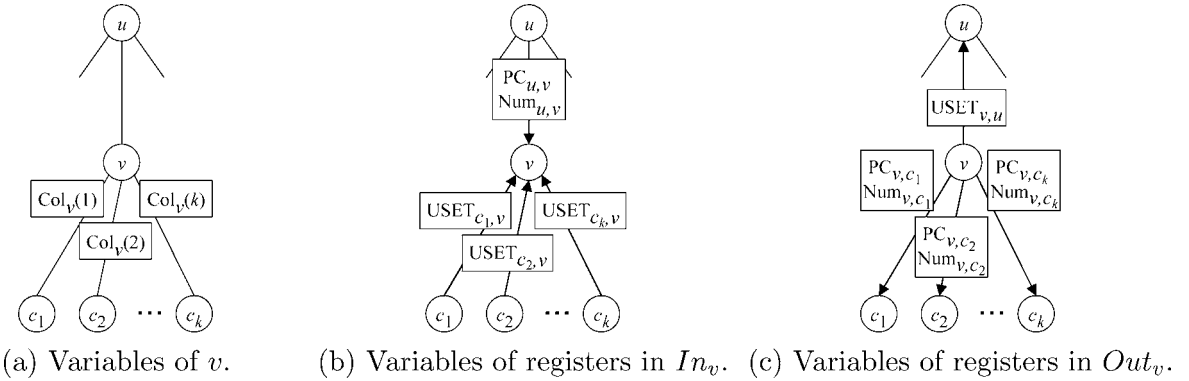 u
v
Col_v(1)
Col_v(k)
Col_v(2)
c_1
c_2
...
c_k
(a) Variables of v.
u
PC_{u,v}
Num_{u,v}
v
USET_{c_1,v}
USET_{c_k,v}
USET_{c_2,v}
c_1
c_2
...
c_k
(b) Variables of registers in In_v.
u
USET_{v,u}
v
PC_{v,c_1}
Num_{v,c_1}
PC_{v,c_k}
Num_{v,c_k}
PC_{v,c_2}
Num_{v,c_2}
c_1
c_2
...
c_k
(c) Variables of registers in Out_v.